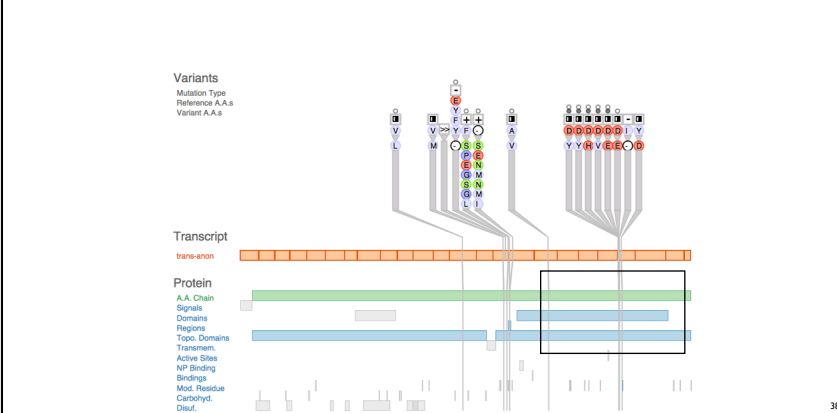 Variants
Mutation Type
Reference A.A.s
Variant A.A.s
-
E
Y
F + + -
V V >> Y F - A D D D D D D I Y
L M - S S V Y Y H V E E - D
P E
E N
G M
S N
G M
L I
Transcript
trans-anon
Protein
A.A. Chain
Signals
Domains
Regions
Topo. Domains
Transmem.
Active Sites
NP Binding
Bindings
Mod. Residue
Carbohyd.
Disuf.
38